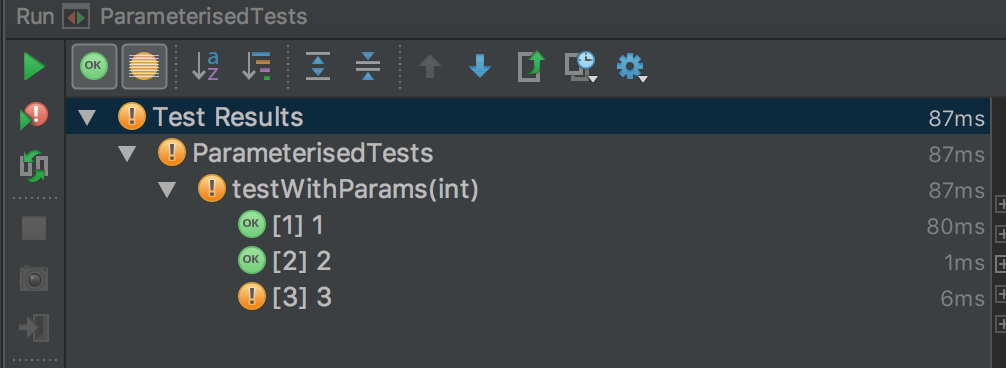 Run ParameterisedTests
OK a z
Test Results 87ms
ParameterisedTests 87ms
testWithParams(int) 87ms
OK [1] 1 80ms
OK [2] 2 1ms
! [3] 3 6ms